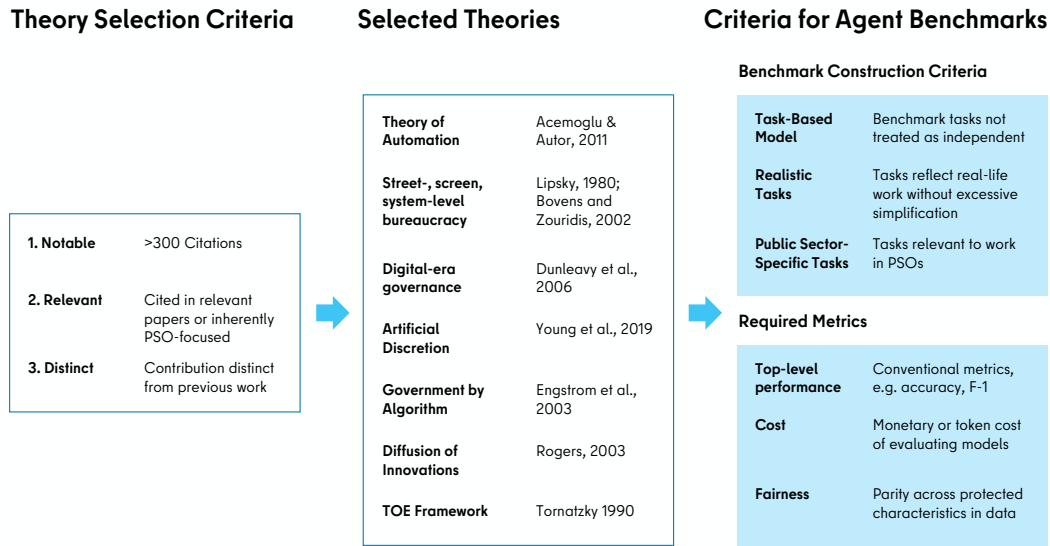 Theory Selection Criteria
1. Notable >300 Citations
2. Relevant Cited in relevant
papers or inherently
PSO-focused
3. Distinct Contribution distinct
from previous work
Selected Theories
Theory of Acemoglu &
Automation Autor, 2011
Street-, screen, Lipsky, 1980;
system-level Bovens and
bureaucracy Zouridis, 2002
Digital-era Dunleavy et al.,
governance 2006
Artificial Young et al., 2019
Discretion
Government by Engstrom et al.,
Algorithm 2003
Diffusion of Rogers, 2003
Innovations
TOE Framework Tornatzky 1990
Criteria for Agent Benchmarks
Benchmark Construction Criteria
Task-Based Benchmark tasks not
Model treated as independent
Realistic Tasks reflect real-life
Tasks work without excessive
simplification
Public Sector- Tasks relevant to work
Specific Tasks in PSOs
Required Metrics
Top-level Conventional metrics,
performance e.g. accuracy, F-1
Cost Monetary or token cost
of evaluating models
Fairness Parity across protected
characteristics in data